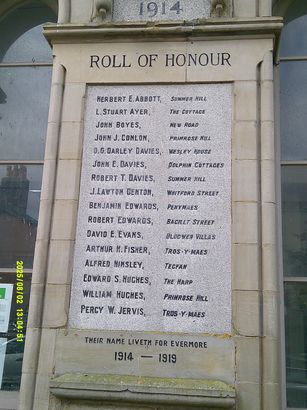 1914
ROLL OF HONOUR
HERBERT E. ABBOTT, SUMMER HILL
L. STUART AYER, THE COTTAGE
JOHN BOYES, NEW ROAD
JOHN J. CONLON, PRIMROSE HILL
D. G. DARLEY DAVIES, WESLEY HOUSE
JOHN E. DAVIES, DOLPHIN COTTAGES
ROBERT T. DAVIES, SUMMER HILL
J. LAWTON DENTON, WHITFORD STREET
BENJAMIN EDWARDS, PENYMAES
ROBERT EDWARDS, BAGILLT STREET
DAVID E. EVANS, BLODWEN VILLAS
ARTHUR H. FISHER, TROS-Y-MAES
ALFRED HINSLEY, TEGFAN
EDWARD S. HUGHES, THE HARP
WILLIAM HUGHES, PRIMROSE HILL
PERCY W. JERVIS, TROS-Y-MAES
THEIR NAME LIVETH FOR EVERMORE
1914 — 1919
2025/08/02 13:04:51